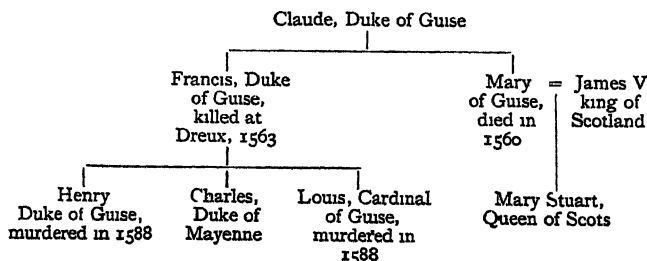 Claude, Duke of Guise
Francis, Duke
of Guise,
killed at
Dreux, 1563
Mary
of Guise,
died in
1560
=
James V
king of
Scotland
Henry
Duke of Guise,
murdered in 1588
Charles,
Duke of
Mayenne
Louis, Cardinal
of Guise,
murdered in
1588
Mary Stuart,
Queen of Scots